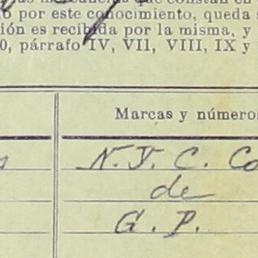 por este conocimiento, queda s
ión es recibida por la misma, y
0, párrafo IV, VII, VIII, IX y
Marcas y número
s N. F. C. Co
de
G. P.